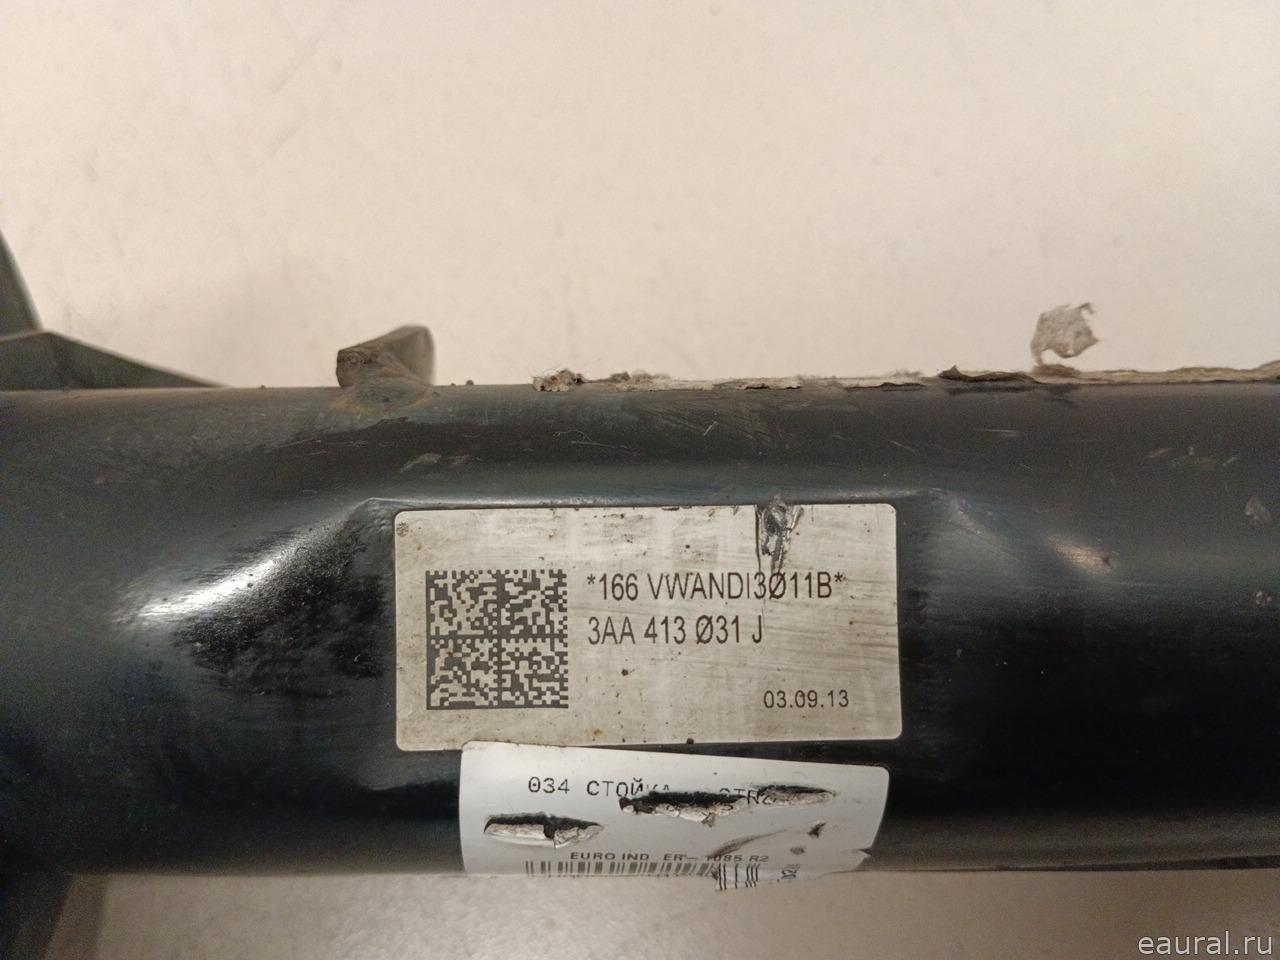 *166 VWANDI3Ø11B*
3AA 413 Ø31 J
03.09.13
034 СТОЙКА
EURO IND
eaural.ru